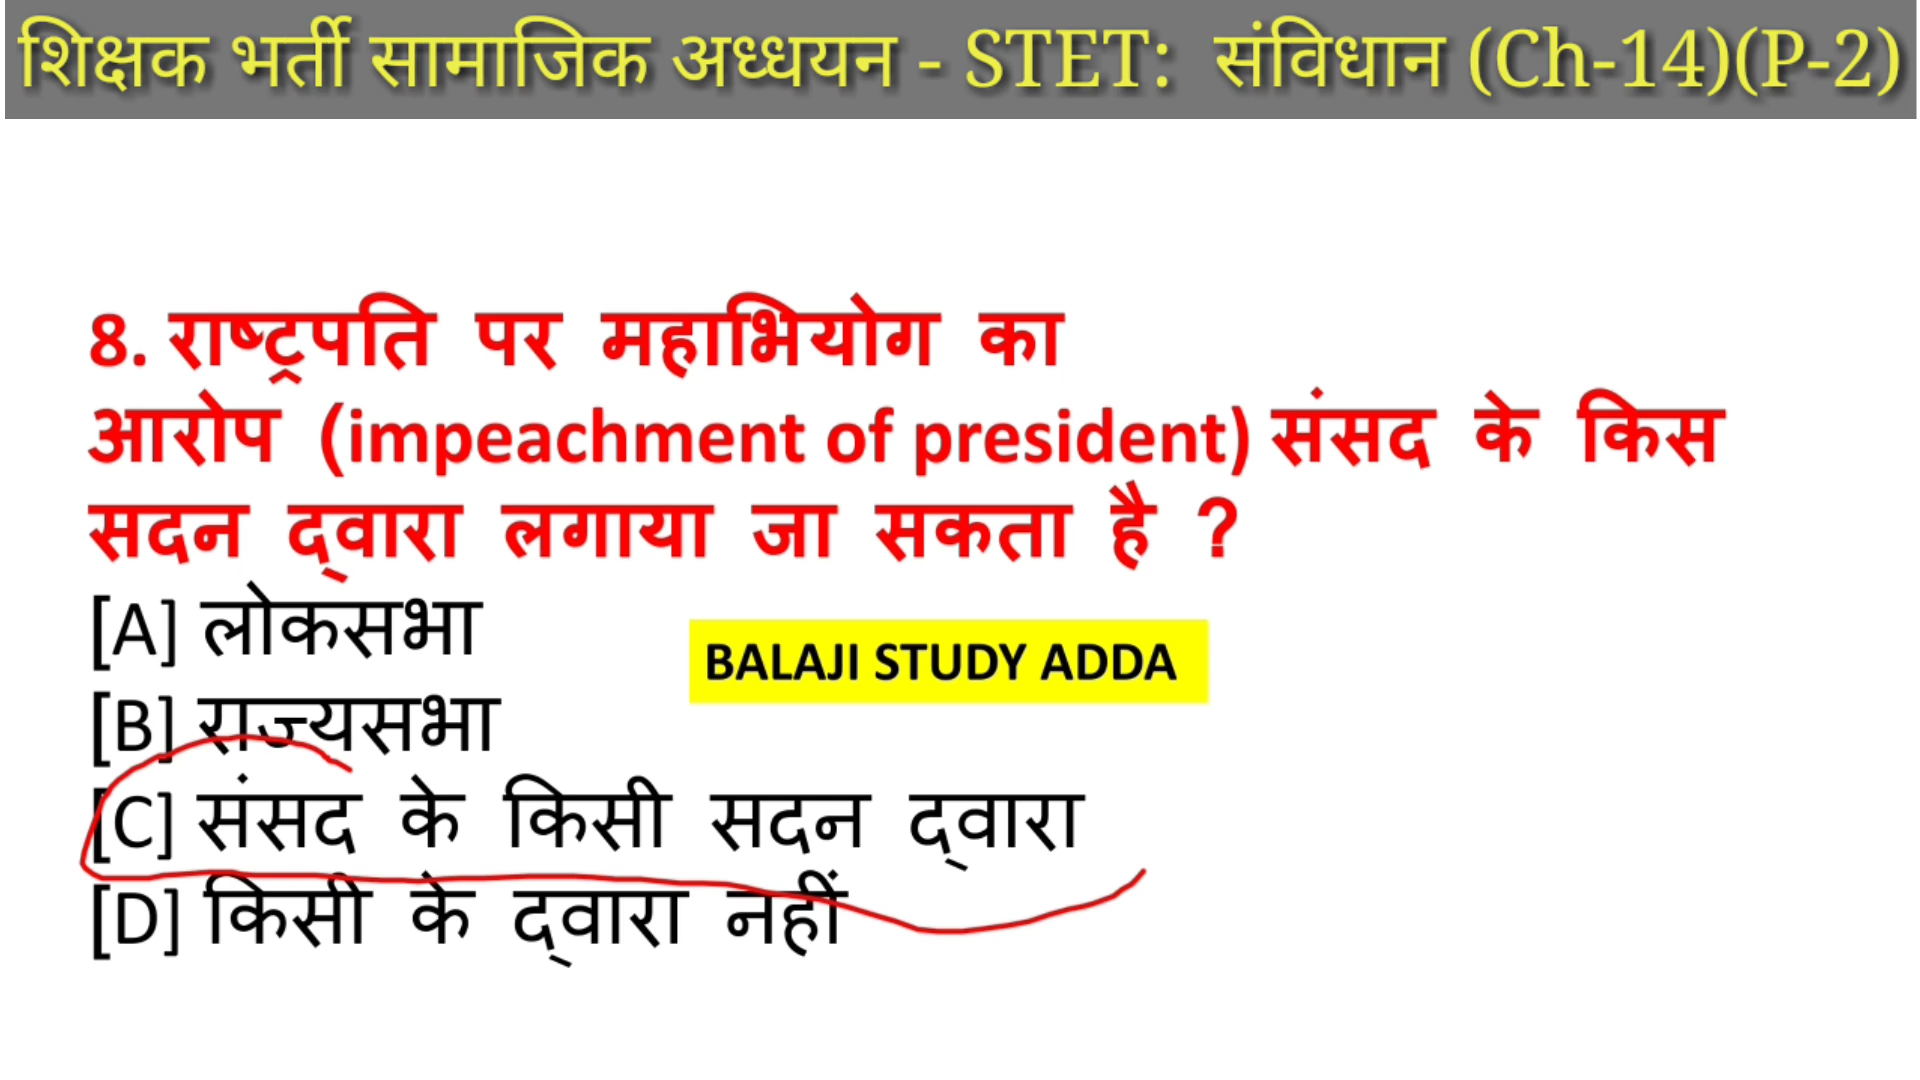 शिक्षक भर्ती सामाजिक अध्धयन - STET: संविधान (Ch-14)(P-2)
8. राष्ट्रपति पर महाभियोग का
आरोप (impeachment of president) संसद के किस
सदन द्वारा लगाया जा सकता है ?
[A] लोकसभा
BALAJI STUDY ADDA
[B] राज्यसभा
[C] संसद के किसी सदन द्वारा
[D] किसी के द्वारा नहीं